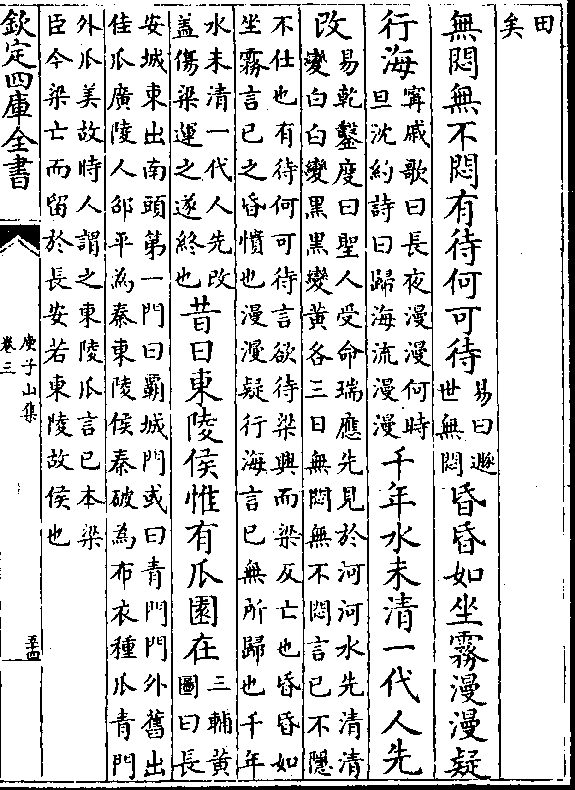 田
矣
無悶無不悶有待何可待易曰遯世無悶昏昏如坐霧漫漫疑
行海寗戚歌曰長夜漫漫何時旦沈約詩曰歸海流漫漫千年水未清一代人先
改易乾鑿度曰聖人受命瑞應先見於河河水先清清變白白變黑黑變黃各三日無悶無不悶言已不隱
不仕也有待何可待言欲待梁興而梁反亡也昏昏如坐霧言已之昏憒也漫漫疑行海言已無所歸也千年
水未清一代人先改蓋傷梁運之遂終也昔日東陵侯惟有瓜園在三輔黃圖曰長
安城東出南頭第一門曰霸城門或曰青門門外舊出佳瓜廣陵人邵平為秦東陵侯秦破為布衣種瓜青門
外瓜美故時人謂之東陵瓜言已本梁臣今梁亡而留於長安若東陵故侯也
欽定四庫全書
庾子山集
卷三